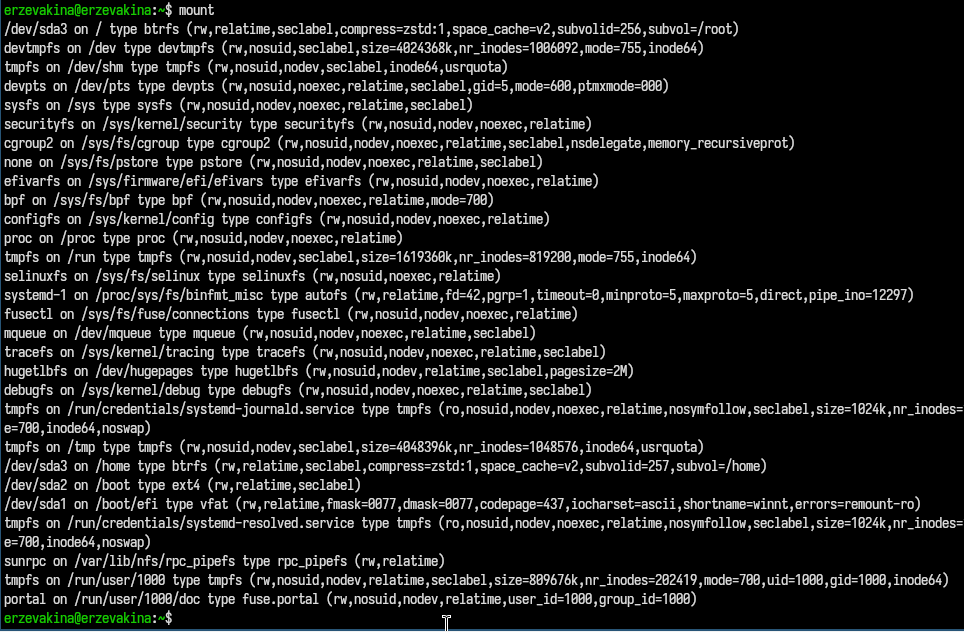 erzevakina@erzevakina:~$ mount
/dev/sda3 on / type btrfs (rw,relatime,seclabel,compress=zstd:1,space_cache=v2,subvolid=256,subvol=/root)
devtmpfs on /dev type devtmpfs (rw,nosuid,seclabel,size=4024368k,nr_inodes=1006092,mode=755,inode64)
tmpfs on /dev/shm type tmpfs (rw,nosuid,nodev,seclabel,inode64,usrquota)
devpts on /dev/pts type devpts (rw,nosuid,noexec,relatime,seclabel,gid=5,mode=600,ptmxmode=000)
sysfs on /sys type sysfs (rw,nosuid,nodev,noexec,relatime,seclabel)
securityfs on /sys/kernel/security type securityfs (rw,nosuid,nodev,noexec,relatime)
cgroup2 on /sys/fs/cgroup type cgroup2 (rw,nosuid,nodev,noexec,relatime,seclabel,nsdelegate,memory_recursiveprot)
none on /sys/fs/pstore type pstore (rw,nosuid,nodev,noexec,relatime,seclabel)
efivarfs on /sys/firmware/efi/efivars type efivarfs (rw,nosuid,nodev,noexec,relatime)
bpf on /sys/fs/bpf type bpf (rw,nosuid,nodev,noexec,relatime,mode=700)
configfs on /sys/kernel/config type configfs (rw,nosuid,nodev,noexec,relatime)
proc on /proc type proc (rw,nosuid,nodev,noexec,relatime)
tmpfs on /run type tmpfs (rw,nosuid,nodev,seclabel,size=1619360k,nr_inodes=819200,mode=755,inode64)
selinuxfs on /sys/fs/selinux type selinuxfs (rw,nosuid,noexec,relatime)
systemd-1 on /proc/sys/fs/binfmt_misc type autofs (rw,relatime,fd=42,pgrp=1,timeout=0,minproto=5,maxproto=5,direct,pipe_ino=12297)
fusectl on /sys/fs/fuse/connections type fusectl (rw,nosuid,nodev,noexec,relatime)
mqueue on /dev/mqueue type mqueue (rw,nosuid,nodev,noexec,relatime,seclabel)
tracefs on /sys/kernel/tracing type tracefs (rw,nosuid,nodev,noexec,relatime,seclabel)
hugetlbfs on /dev/hugepages type hugetlbfs (rw,nosuid,nodev,relatime,seclabel,pagesize=2M)
debugfs on /sys/kernel/debug type debugfs (rw,nosuid,nodev,noexec,relatime,seclabel)
tmpfs on /run/credentials/systemd-journald.service type tmpfs (ro,nosuid,nodev,noexec,relatime,nosymfollow,seclabel,size=1024k,nr_inodes=
e=700,inode64,noswap)
tmpfs on /tmp type tmpfs (rw,nosuid,nodev,seclabel,size=4048396k,nr_inodes=1048576,inode64,usrquota)
/dev/sda3 on /home type btrfs (rw,relatime,seclabel,compress=zstd:1,space_cache=v2,subvolid=257,subvol=/home)
/dev/sda2 on /boot type ext4 (rw,relatime,seclabel)
/dev/sda1 on /boot/efi type vfat (rw,relatime,fmask=0077,dmask=0077,codepage=437,iocharset=ascii,shortname=winnt,errors=remount-ro)
tmpfs on /run/credentials/systemd-resolved.service type tmpfs (ro,nosuid,nodev,noexec,relatime,nosymfollow,seclabel,size=1024k,nr_inodes=
e=700,inode64,noswap)
sunrpc on /var/lib/nfs/rpc_pipefs type rpc_pipefs (rw,relatime)
tmpfs on /run/user/1000 type tmpfs (rw,nosuid,nodev,relatime,seclabel,size=809676k,nr_inodes=202419,mode=700,uid=1000,gid=1000,inode64)
portal on /run/user/1000/doc type fuse.portal (rw,nosuid,nodev,relatime,user_id=1000,group_id=1000)
erzevakina@erzevakina:~$